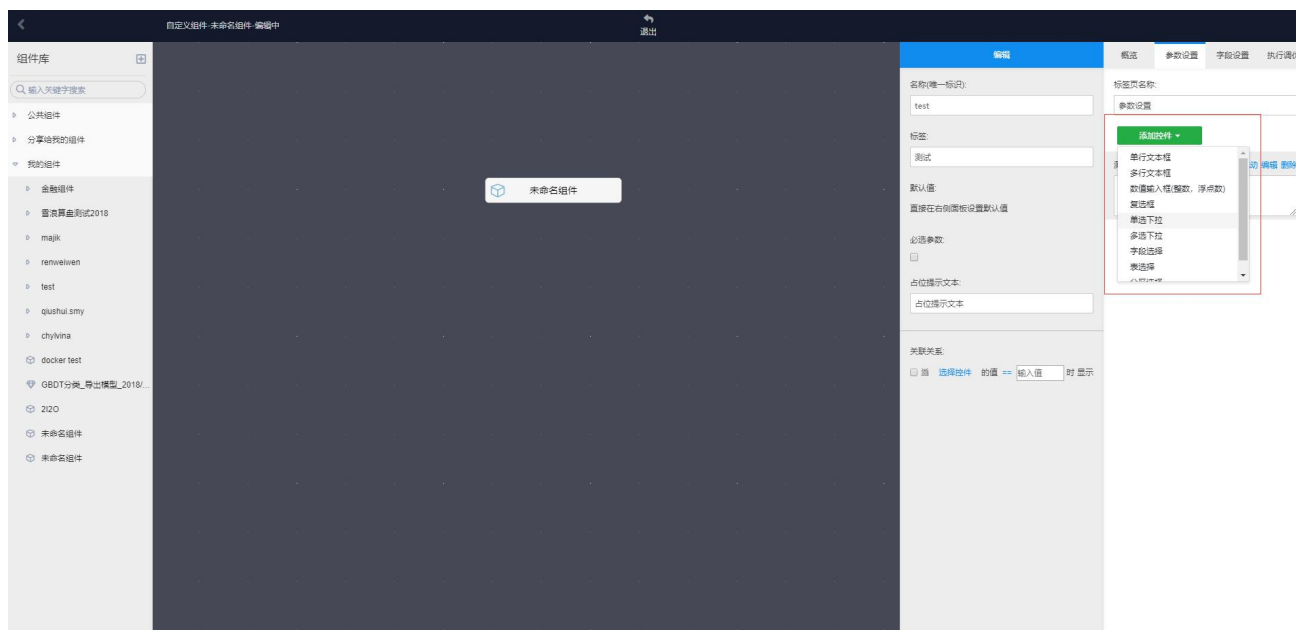 自定义组件-未命名组件-编辑中
退出
组件库
输入关键字搜索
公共组件
分享给我的组件
我的组件
金融组件
雪浪算盘测试2018
majik
renweiwen
test
qiushui.smy
chylvina
docker test
GBDT分类_导出模型_2018/...
2I2O
未命名组件
未命名组件
未命名组件
编辑
名称(唯一标识):
test
标签:
测试
默认值:
直接在右侧面板设置默认值
必选参数:
占位提示文本:
占位提示文本
关联关系:
当 选择控件 的值 == 输入值 时 显示
概览 参数设置 字段设置 执行调优
标签页名称:
参数设置
添加控件
动 编辑 删除
单行文本框
多行文本框
数值输入框(整数，浮点数)
复选框
单选下拉
多选下拉
字段选择
表选择